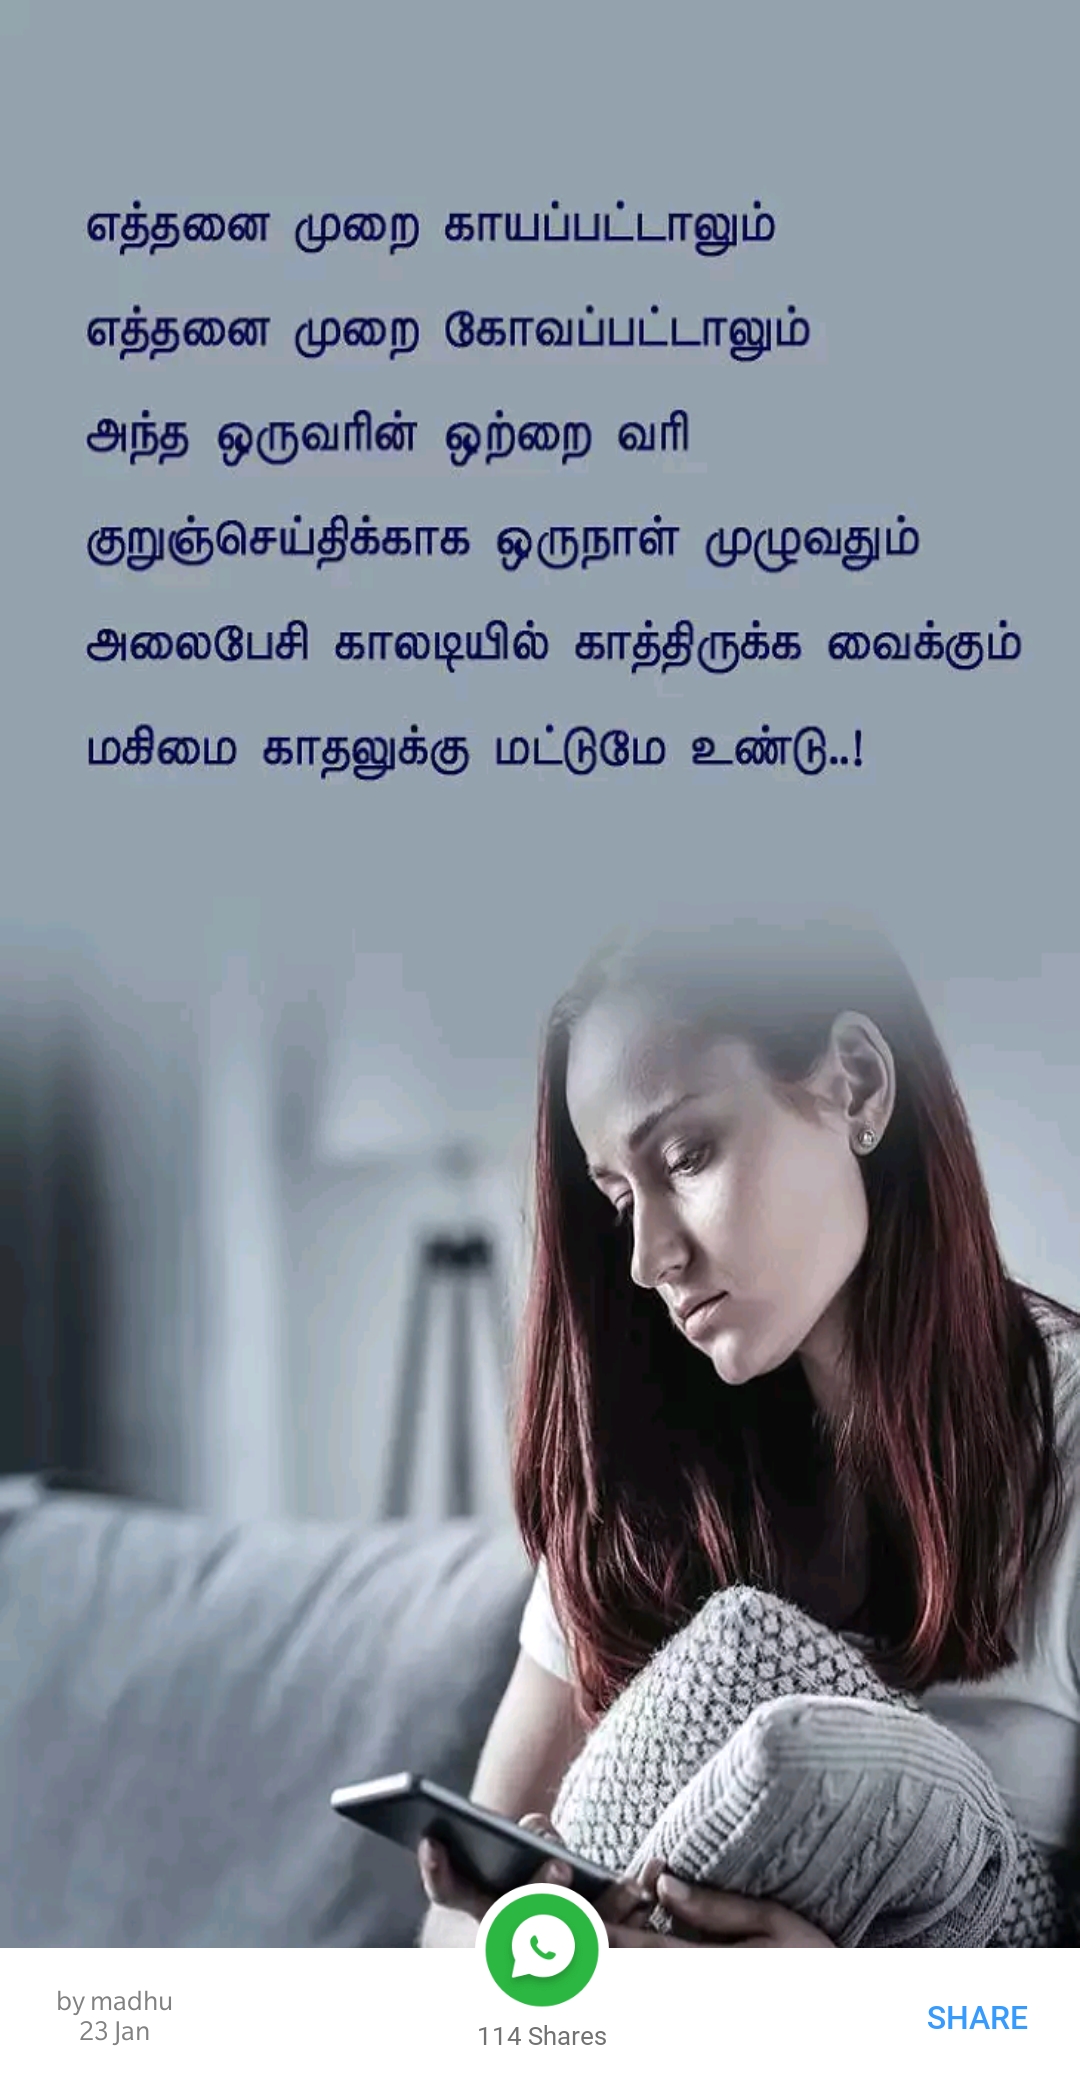 எத்தனை முறை காயப்பட்டாலும்
எத்தனை முறை கோவப்பட்டாலும்
அந்த ஒருவரின் ஒற்றை வரி
குறுஞ்செய்திக்காக ஒருநாள் முழுவதும்
அலைபேசி காலடியில் காத்திருக்க வைக்கும்
மகிமை காதலுக்கு மட்டுமே உண்டு..!
by madhu
23 Jan
114 Shares
SHARE